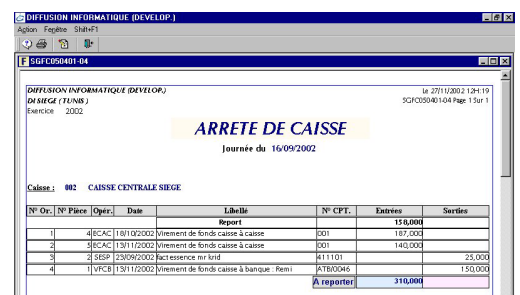 DIFFUSION INFORMATIQUE (DEVELOP.)
Action Fenêtre Shift+F1
SGFC050401-04
DIFFUSION INFORMATIQUE (DEVELOP.) Le 27/11/2002 12H:19
DI SIEGE ( TUNIS ) SGFC050401-04 Page 1 Sur 1
Exercice 2002
ARRETE DE CAISSE
Journée du 16/09/2002
Caisse : 002 CAISSE CENTRALE SIEGE
N° Or. N° Pièce Opér. Date Libellé N° CPT. Entrées Sorties
Report 158,000
1 4 ECAC 18/10/2002 Virement de fonds caisse à caisse 001 187,000
2 5 ECAC 13/11/2002 Virement de fonds caisse à caisse 001 140,000
3 2 SESP 23/09/2002 fact essence mr krid 411101 25,000
4 1 VFCB 13/11/2002 Virement de fonds caisse à banque : Remi ATB/0046 150,000
A reporter 310,000